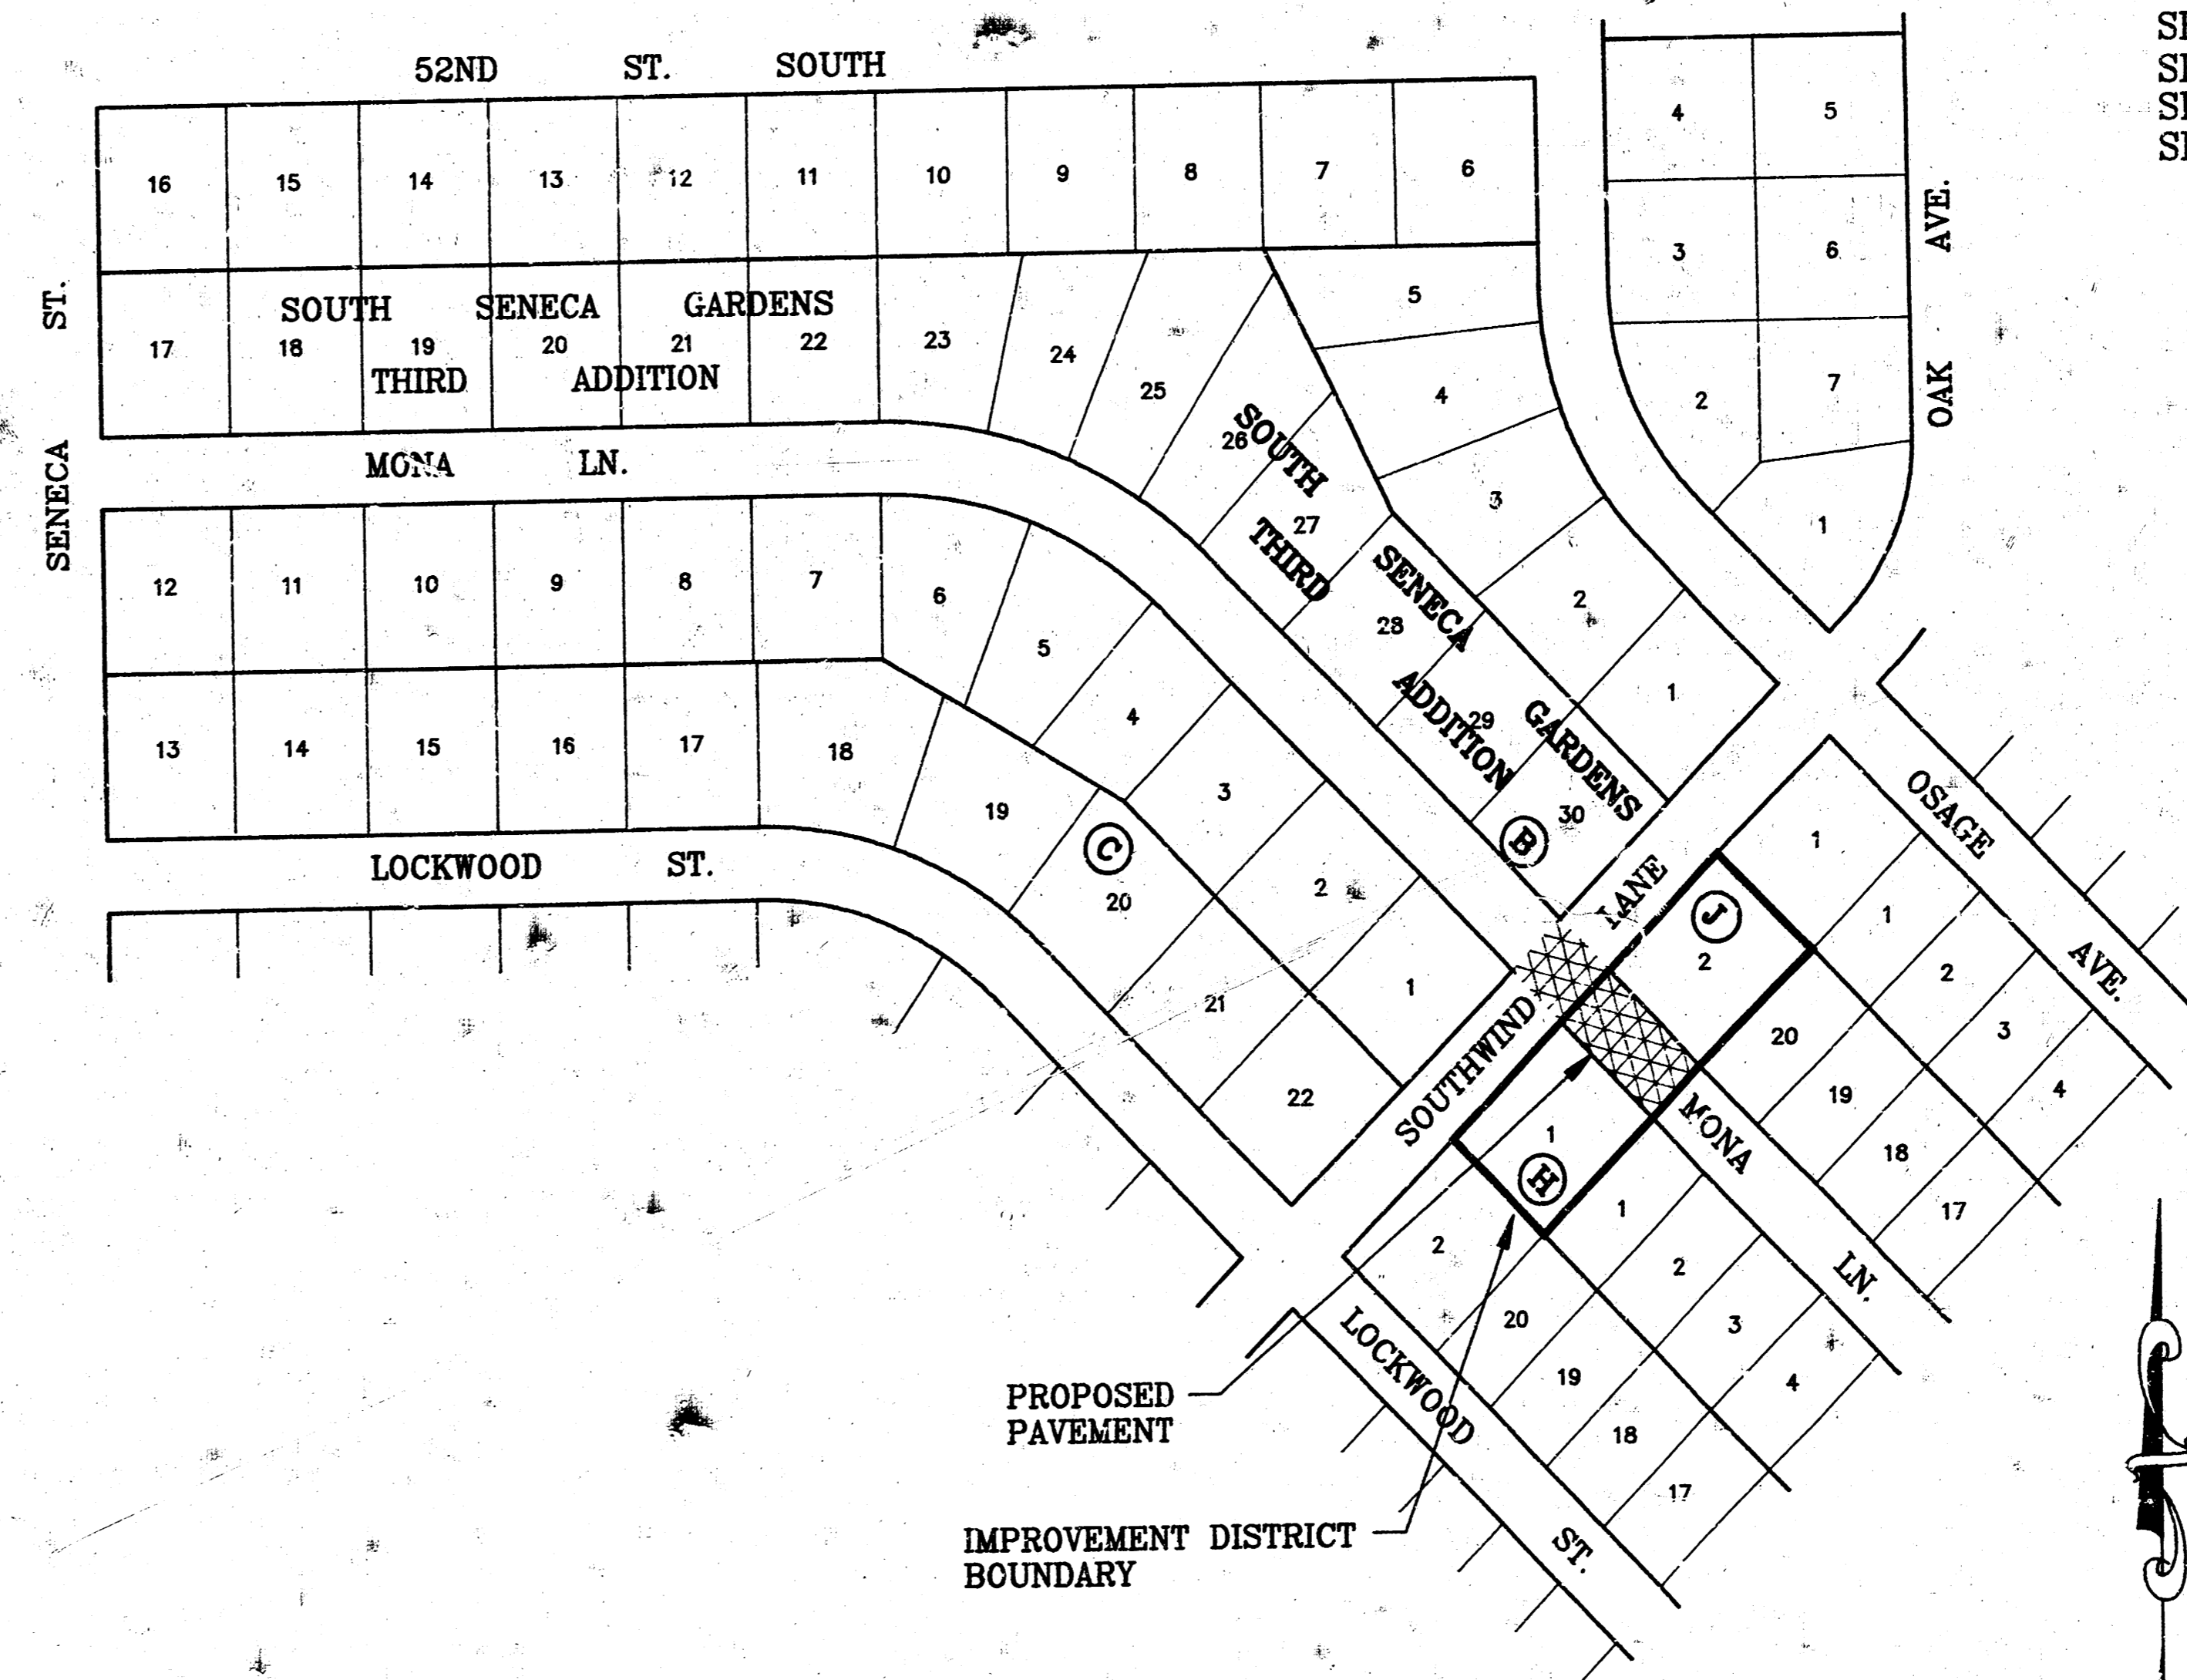 52ND ST. SOUTH
SENECA ST.
16 15 14 13 12 11 10 9 8 7 6
17 18 19 20 21 22 23 24 25 26 27 28 29 30
SOUTH SENECA GARDENS
THIRD ADDITION
5
4
3
2
1
4 5
3 6
2 7
1
OAK AVE.
MONA LN.
SOUTH SENECA GARDENS
THIRD ADDITION
B
12 11 10 9 8 7 6 5 4 3 2 1
13 14 15 16 17 18 19 20 21 22
C
LOCKWOOD ST.
SOUTHWIND LANE
OSAGE AVE.
1
J
2
1
2
3
4
20
19
18
17
MONA LN.
1
H
2
1
2
3
4
20
19
18
17
LOCKWOOD ST.
PROPOSED
PAVEMENT
IMPROVEMENT DISTRICT
BOUNDARY